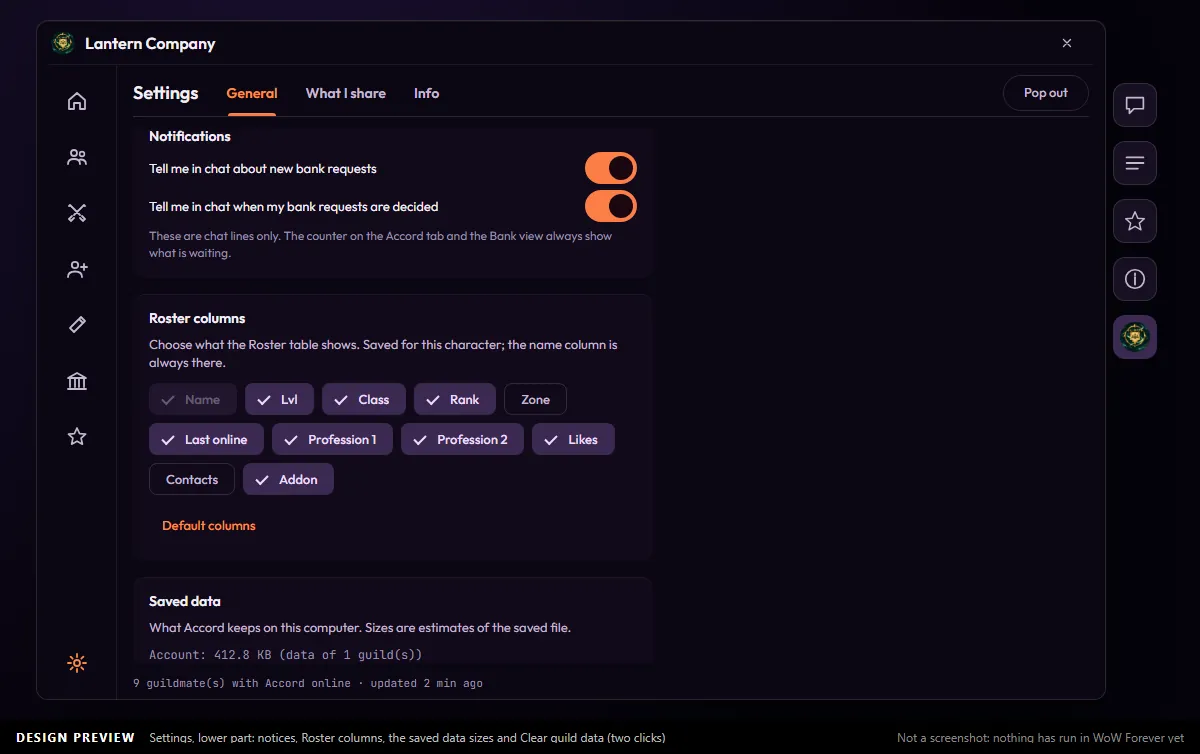 Lantern Company
Settings
General
What I share
Info
Pop out
Notifications
Tell me in chat about new bank requests
Tell me in chat when my bank requests are decided
These are chat lines only. The counter on the Accord tab and the Bank view always show
what is waiting.
Roster columns
Choose what the Roster table shows. Saved for this character; the name column is
always there.
Name
Lvl
Class
Rank
Zone
Last online
Profession 1
Profession 2
Likes
Contacts
Addon
Default columns
Saved data
What Accord keeps on this computer. Sizes are estimates of the saved file.
Account: 412.8 KB (data of 1 guild(s))
9 guildmate(s) with Accord online · updated 2 min ago
DESIGN PREVIEW
Settings, lower part: notices, Roster columns, the saved data sizes and Clear guild data (two clicks)
Not a screenshot: nothing has run in WoW Forever yet